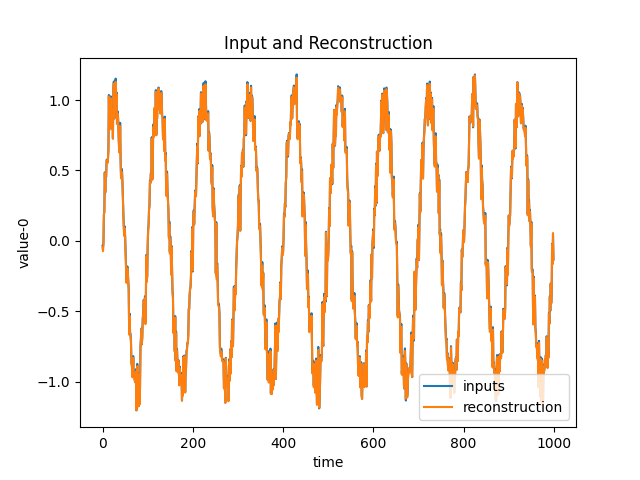 Input and Reconstruction
value-0
1.0
0.5
0.0
−0.5
−1.0
inputs
reconstruction
0 200 400 600 800 1000
time